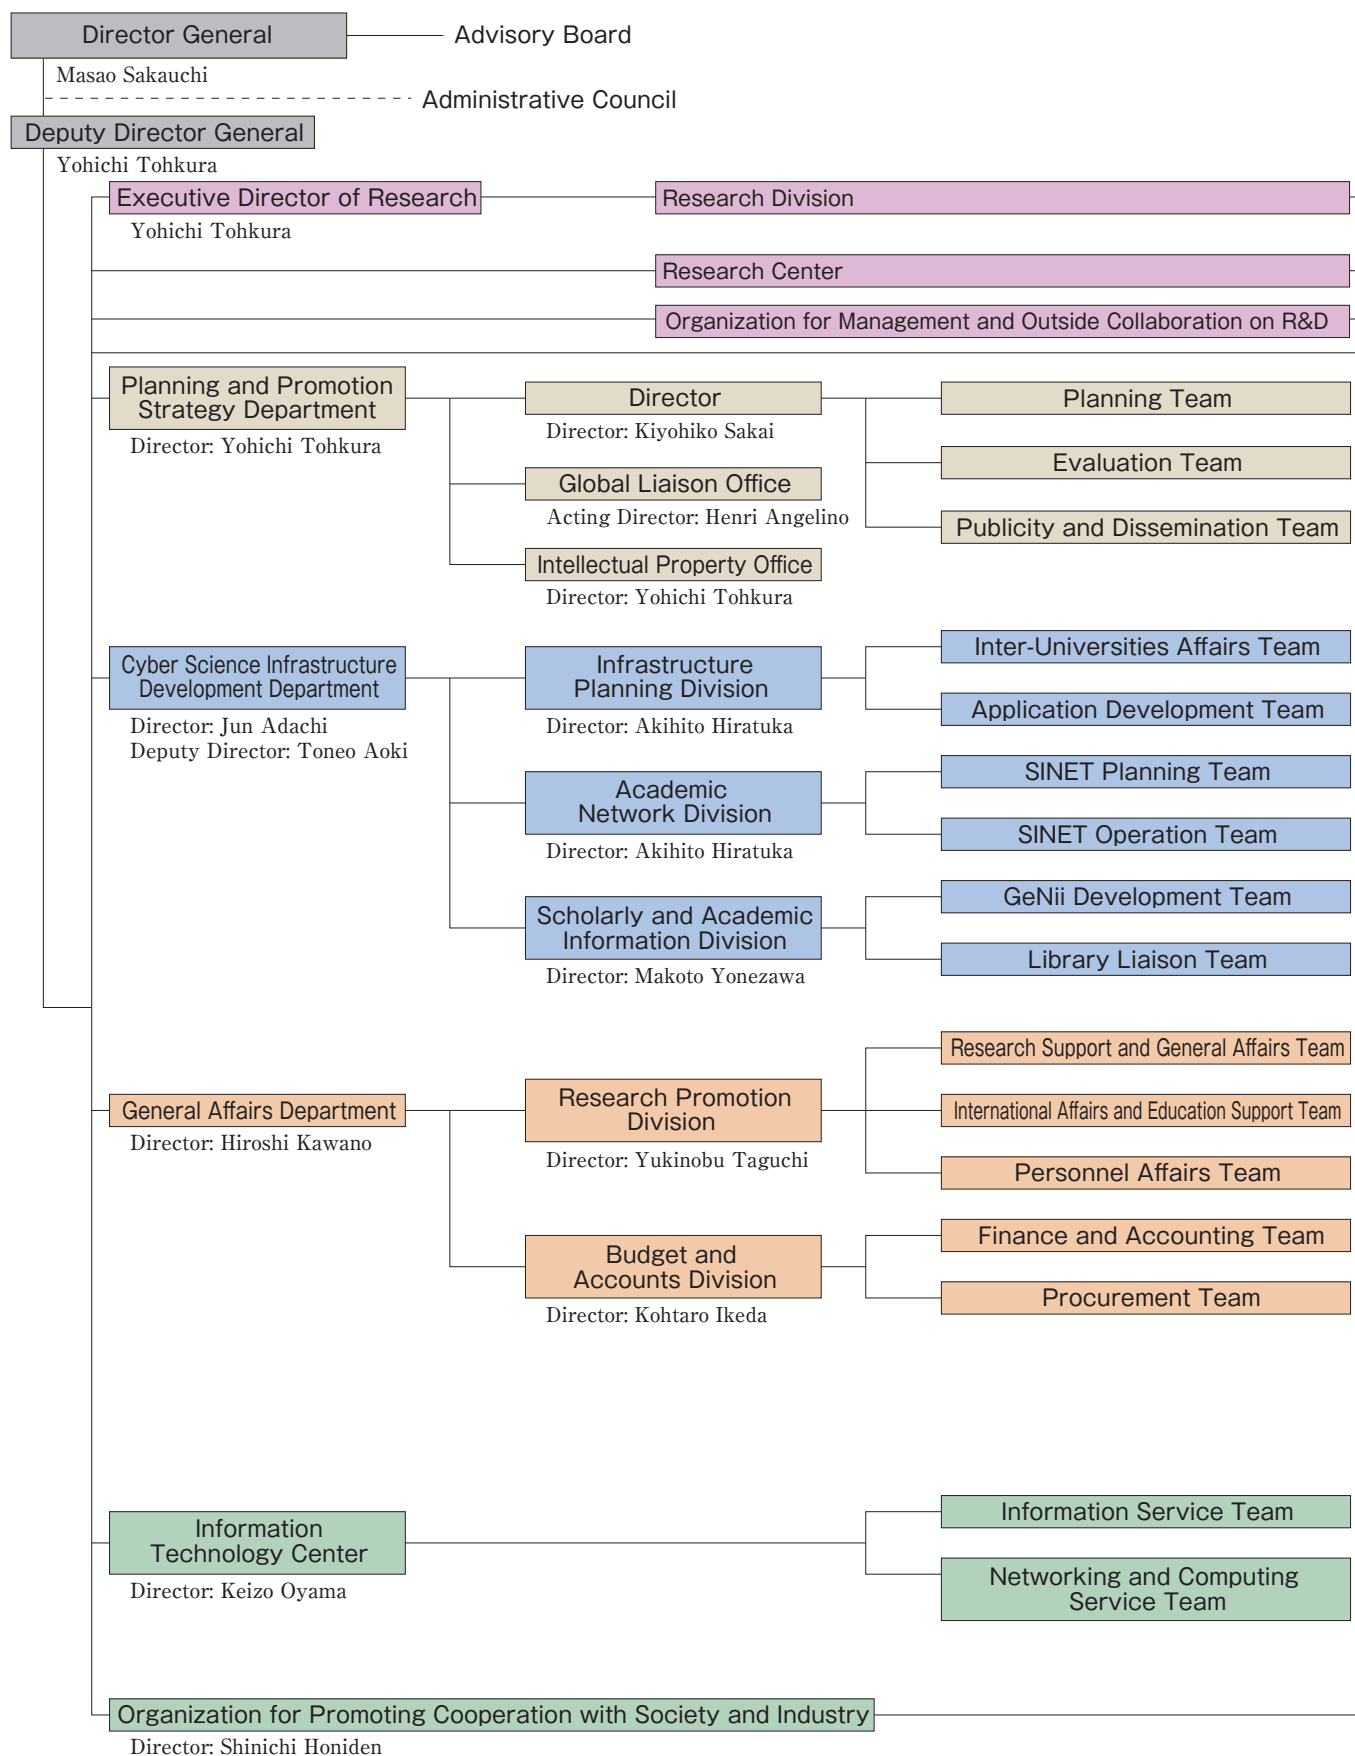 Director General
Advisory Board
Masao Sakauchi
Administrative Council
Deputy Director General
Yohichi Tohkura
Executive Director of Research
Research Division
Yohichi Tohkura
Research Center
Organization for Management and Outside Collaboration on R&D
Planning and Promotion
Strategy Department
Director: Yohichi Tohkura
Director
Director: Kiyohiko Sakai
Planning Team
Evaluation Team
Publicity and Dissemination Team
Global Liaison Office
Acting Director: Henri Angelino
Intellectual Property Office
Director: Yohichi Tohkura
Cyber Science Infrastructure
Development Department
Director: Jun Adachi
Deputy Director: Toneo Aoki
Infrastructure
Planning Division
Director: Akihito Hiratuka
Inter-Universities Affairs Team
Application Development Team
Academic
Network Division
Director: Akihito Hiratuka
SINET Planning Team
SINET Operation Team
Scholarly and Academic
Information Division
Director: Makoto Yonezawa
GeNii Development Team
Library Liaison Team
General Affairs Department
Director: Hiroshi Kawano
Research Promotion
Division
Director: Yukinobu Taguchi
Research Support and General Affairs Team
International Affairs and Education Support Team
Personnel Affairs Team
Budget and
Accounts Division
Director: Kohtaro Ikeda
Finance and Accounting Team
Procurement Team
Information
Technology Center
Director: Keizo Oyama
Information Service Team
Networking and Computing
Service Team
Organization for Promoting Cooperation with Society and Industry
Director: Shinichi Honiden